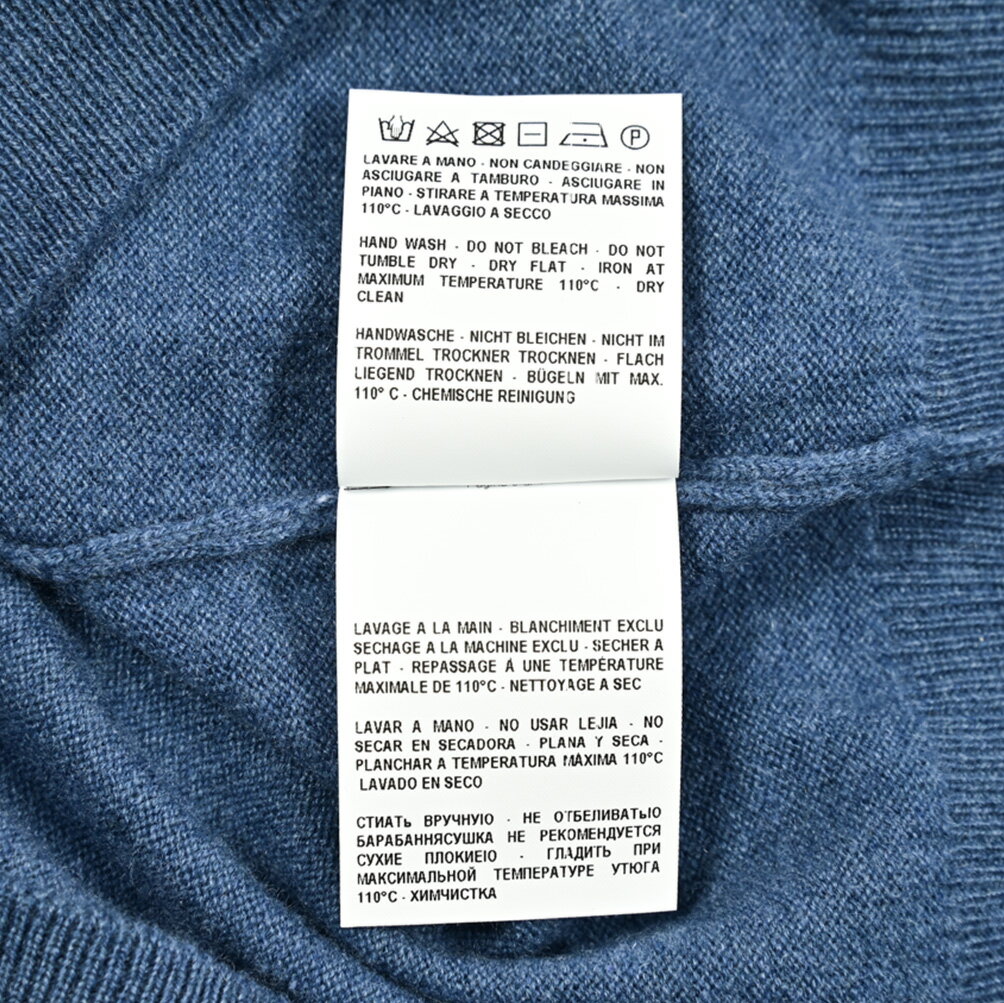 P
LAVARE A MANO - NON CANDEGGIARE - NON
ASCIUGARE A TAMBURO - ASCIUGARE IN
PIANO - STIRARE A TEMPERATURA MASSIMA
110°C - LAVAGGIO A SECCO
HAND WASH - DO NOT BLEACH - DO NOT
TUMBLE DRY - DRY FLAT - IRON AT
MAXIMUM TEMPERATURE 110°C - DRY
CLEAN
HANDWASCHE - NICHT BLEICHEN - NICHT IM
TROMMEL TROCKNER TROCKNEN - FLACH
LIEGEND TROCKNEN - BÜGELN MIT MAX.
110° C - CHEMISCHE REINIGUNG
LAVAGE A LA MAIN - BLANCHIMENT EXCLU
SECHAGE A LA MACHINE EXCLU - SECHER A
PLAT - REPASSAGE Á UNE TEMPÉRATURE
MAXIMALE DE 110°C - NETTOYAGE A SEC
LAVAR A MANO - NO USAR LEJIA - NO
SECAR EN SECADORA - PLANA Y SECA -
PLANCHAR A TEMPERATURA MÁXIMA 110°C
LAVADO EN SECO
СТИАТЬ ВРУЧНУЮ - НЕ ОТБЕЛИВАТЬЮ
БАРАБАННЯСУШКА НЕ РЕКОМЕНДУЕТСЯ
СУХИЕ ПЛОКИЕЮ - ГЛАДИТЬ ПРИ
МАКСИМАЛЬНОЙ ТЕМПЕРАТУРЕ УТЮГА
110°C - ХИМЧИСТКА